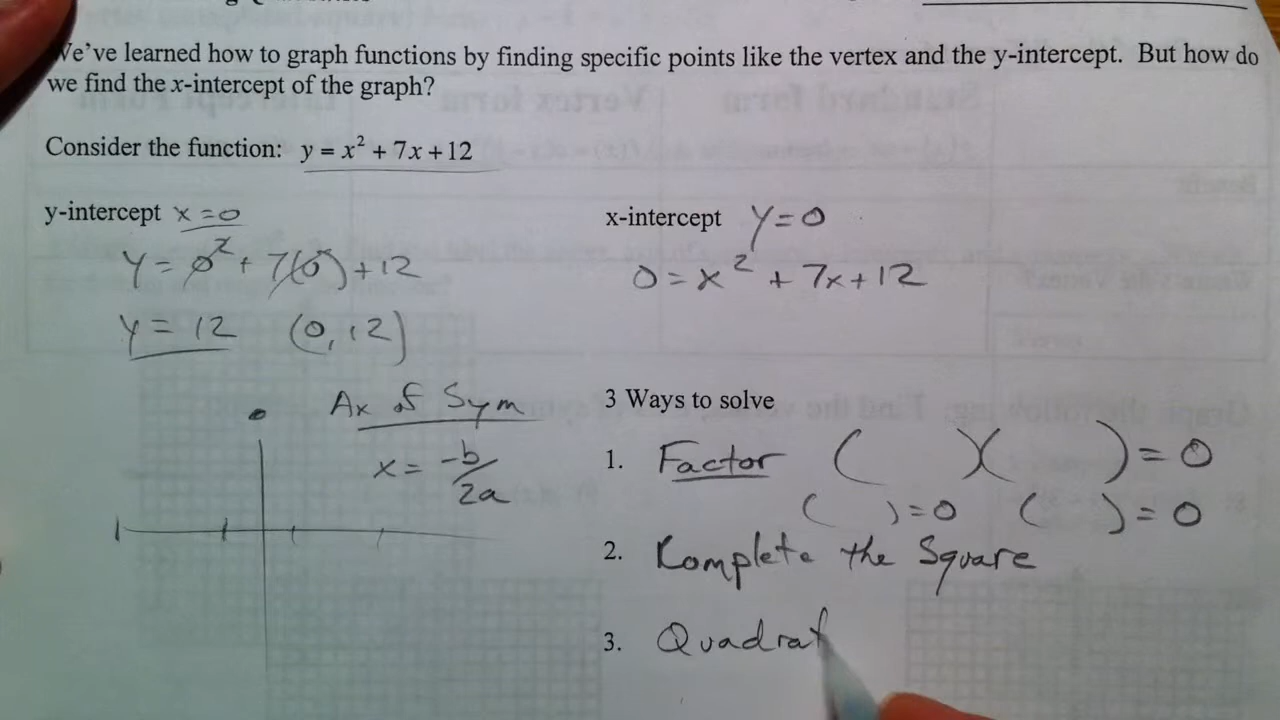 We've learned how to graph functions by finding specific points like the vertex and the y-intercept. But how do
we find the x-intercept of the graph?
Consider the function: y = x² + 7x + 12
y-intercept x = 0
y = 0² + 7(0) + 12
y = 12 (0, 12)
Ax of Sym
x = -b/2a
x-intercept y = 0
0 = x² + 7x + 12
3 Ways to solve
1. Factor ( )( ) = 0
( ) = 0 ( ) = 0
2. Komplete the Square
3. Quadrat